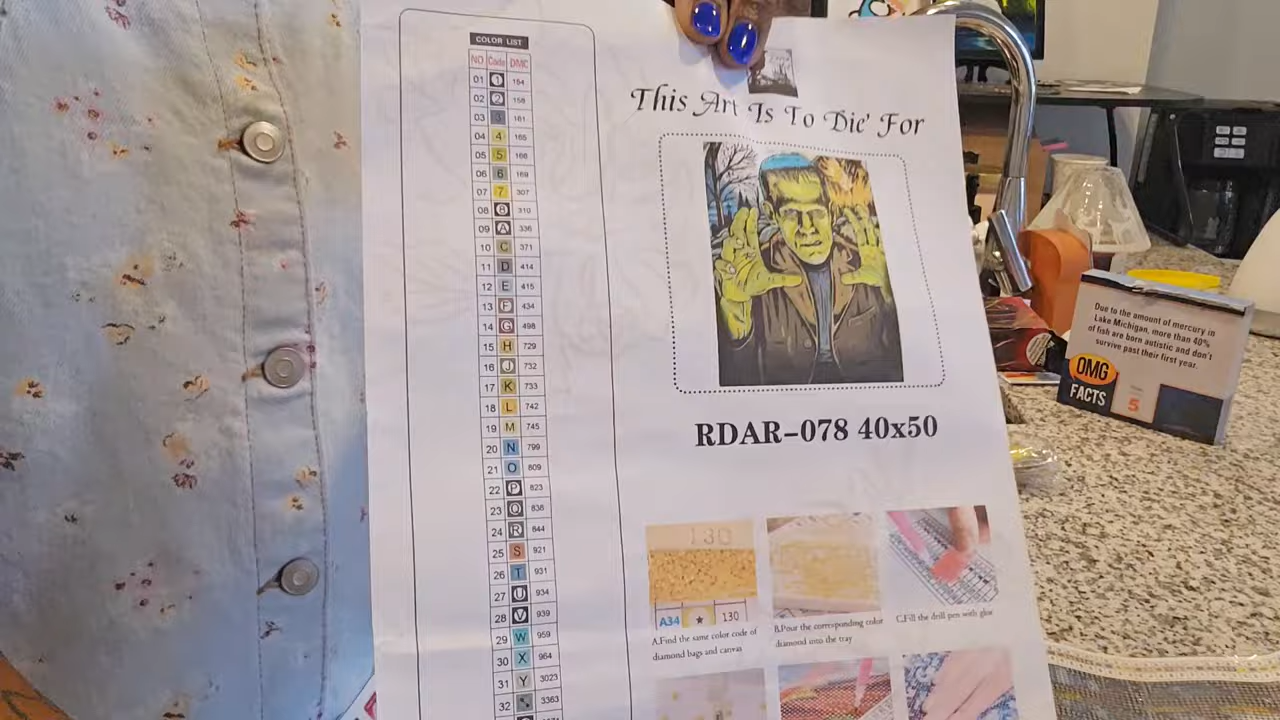 COLOR LIST
NO Code DMC
01 1 154
02 2 158
03 3 161
04 4 165
05 5 166
06 6 169
07 7 307
08 8 310
09 A 336
10 C 371
11 D 414
12 E 415
13 F 434
14 G 498
15 H 729
16 J 732
17 K 733
18 L 742
19 M 745
20 N 799
21 O 809
22 P 823
23 Q 838
24 R 844
25 S 921
26 T 931
27 U 934
28 V 939
29 W 959
30 X 964
31 Y 3023
32 3363
This Art Is To Die' For
RDAR-078 40x50
130
A34 ★ 130
A.Find the same color code of
diamond bags and canvas
B.Pour the corresponding color
diamond into the tray
C.Fill the drill pen with glue
Due to the amount of mercury in
Lake Michigan, more than 40%
of fish are born autistic and don't
survive past their first year.
OMG
FACTS
5